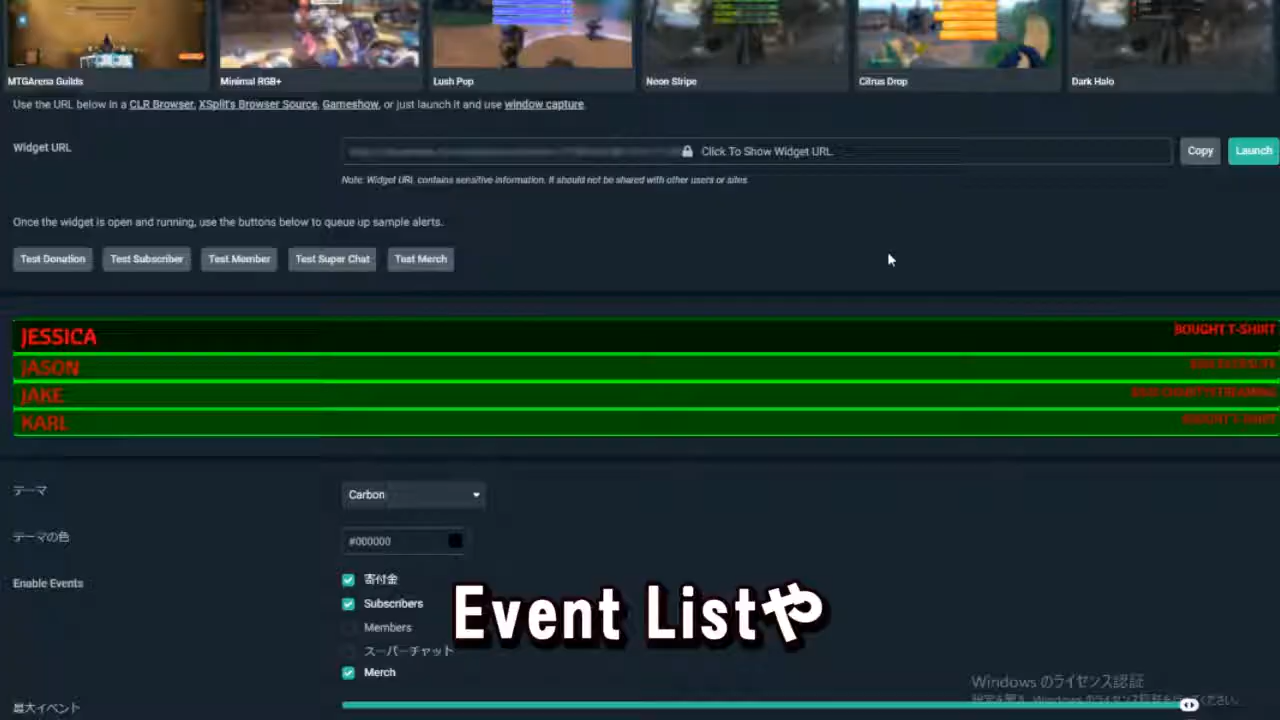 MTGArena Guilds
Minimal RGB+
Lush Pop
Neon Stripe
Citrus Drop
Dark Halo
Use the URL below in a CLR Browser, XSplit's Browser Source, Gameshow, or just launch it and use window capture.
Widget URL
Click To Show Widget URL
Copy
Launch
Note: Widget URL contains sensitive information. It should not be shared with other users or sites
Once the widget is open and running, use the buttons below to queue up sample alerts.
Test Donation
Test Subscriber
Test Member
Test Super Chat
Test Merch
JESSICA
BOUGHT T-SHIRT
JASON
JAKE
KARL
BOUGHT T-SHIRT
テーマ
Carbon
テーマの色
#000000
Enable Events
寄付金
Subscribers
Members
スーパーチャット
Merch
Event Listや
最大イベント
Windows のライセンス認証